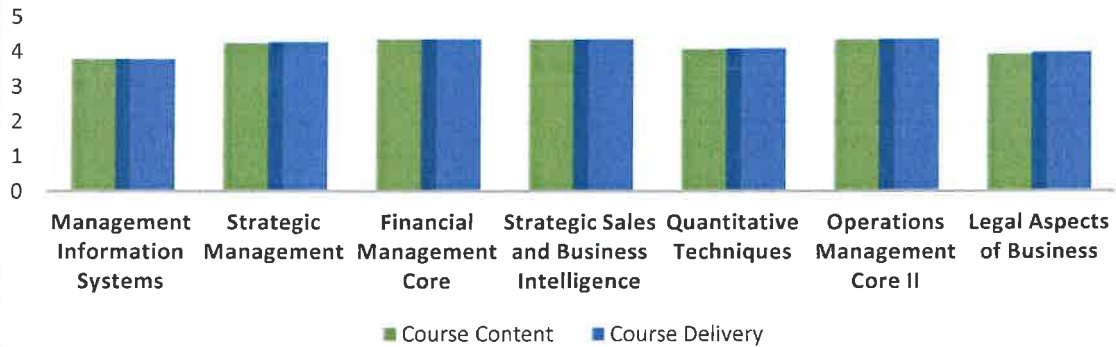 5
4
3
2
1
0
Management
Information
Systems
Strategic
Management
Financial
Management
Core
Strategic Sales
and Business
Intelligence
Quantitative
Techniques
Operations
Management
Core II
Legal Aspects
of Business
Course Content
Course Delivery